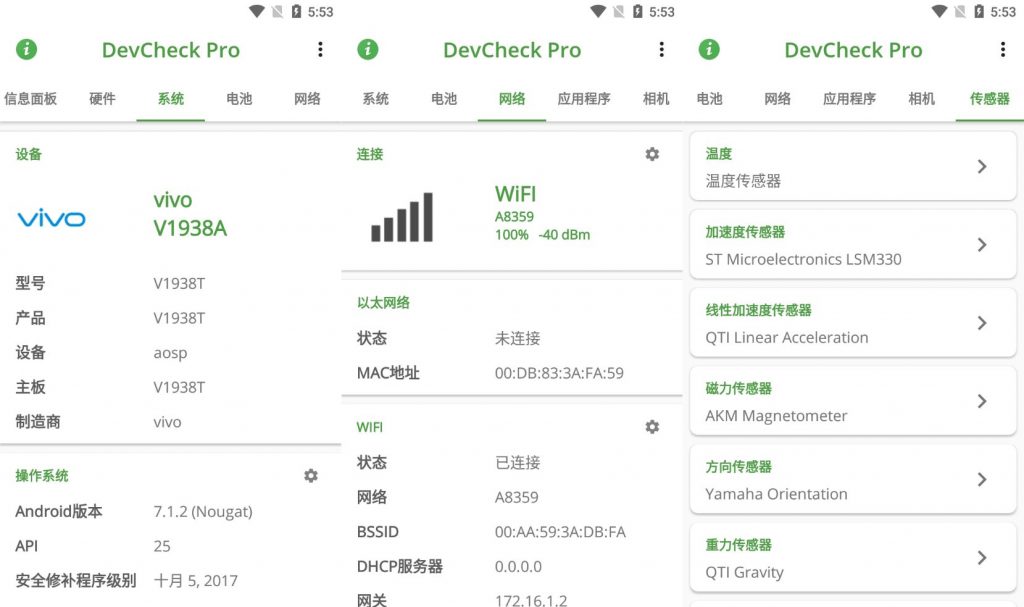 5:53
DevCheck Pro
信息面板 硬件 系统 电池 网络
设备
vivo
vivo
V1938A
型号 V1938T
产品 V1938T
设备 aosp
主板 V1938T
制造商 vivo
操作系统
Android版本 7.1.2 (Nougat)
API 25
安全修补程序级别 十月 5, 2017
5:53
DevCheck Pro
系统 电池 网络 应用程序 相机
连接
WiFI
A8359
100% -40 dBm
以太网络
状态 未连接
MAC地址 00:DB:83:3A:FA:59
WIFI
状态 已连接
网络 A8359
BSSID 00:AA:59:3A:DB:FA
DHCP服务器 0.0.0.0
网关 172.16.1.2
5:53
DevCheck Pro
电池 网络 应用程序 相机 传感器
温度
温度传感器
加速度传感器
ST Microelectronics LSM330
线性加速度传感器
QTI Linear Acceleration
磁力传感器
AKM Magnetometer
方向传感器
Yamaha Orientation
重力传感器
QTI Gravity